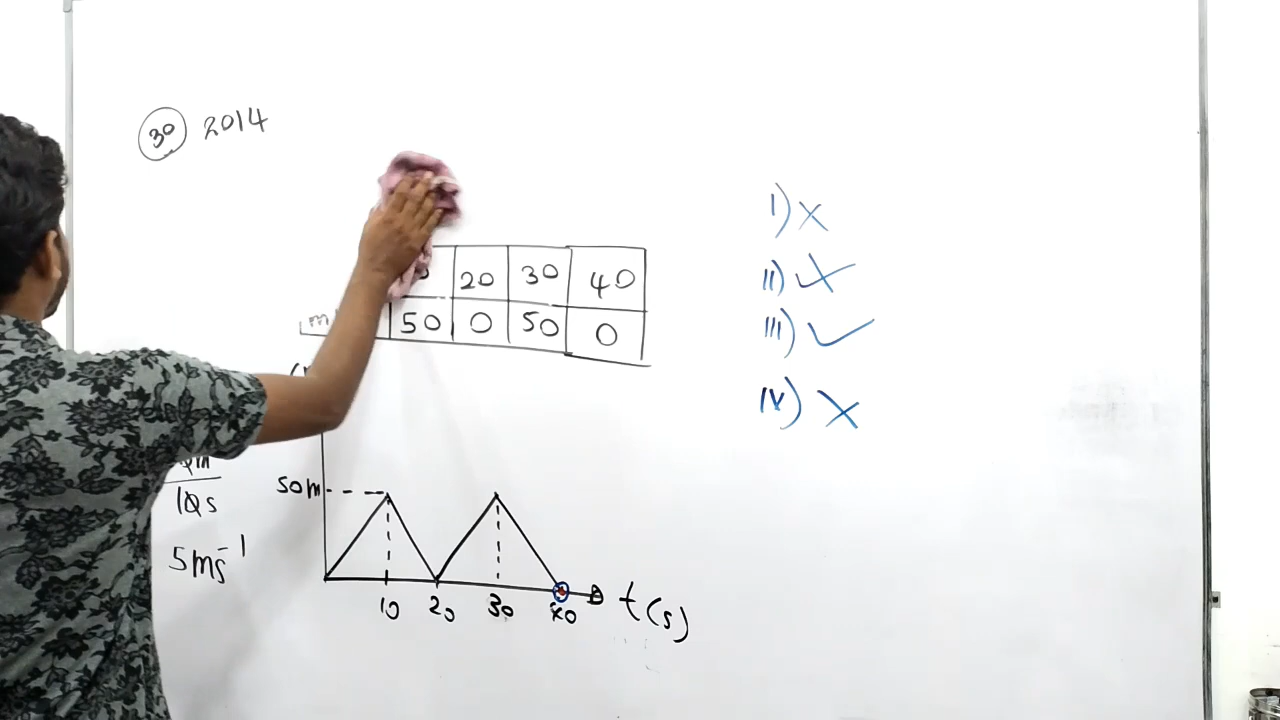 30 2014
20 30 40
m 50 0 50 0
I) X
II) X
III) ✓
IV) X
10s
5ms⁻¹
50m
10 20 30 40 t(s)